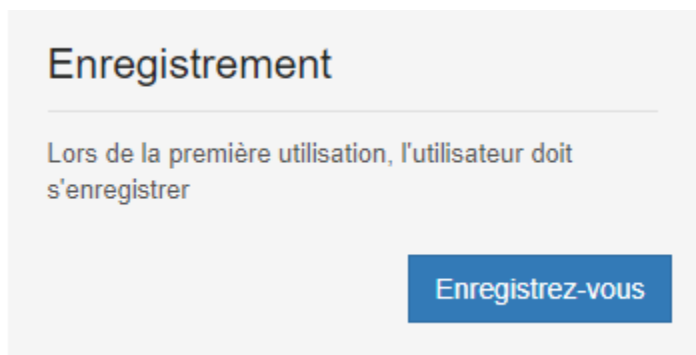 Enregistrement
Lors de la première utilisation, l'utilisateur doit
s'enregistrer
Enregistrez-vous